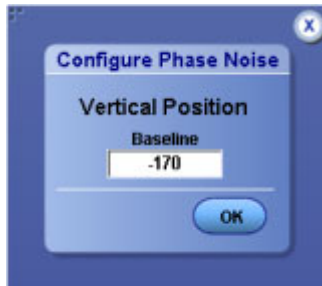 X
Configure Phase Noise
Vertical Position
Baseline
-170
OK